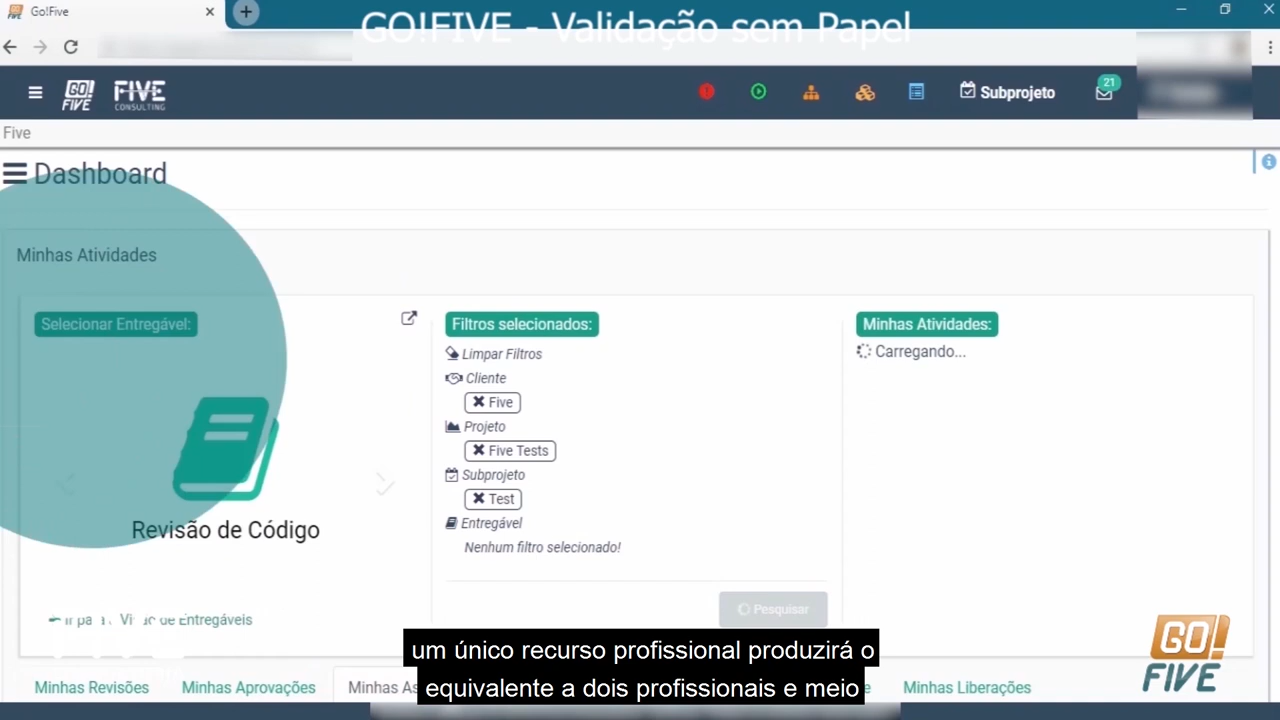 Go!Five
GO!FIVE - Validação sem Papel
GO!
FIVE
FIVE
CONSULTING
Subprojeto
21
Five
Dashboard
Minhas Atividades
Selecionar Entregável:
Filtros selecionados:
Minhas Atividades:
Limpar Filtros
Carregando...
Cliente
Five
Projeto
Five Tests
Subprojeto
Test
Entregável
Revisão de Código
Nenhum filtro selecionado!
Pesquisar
de Entregáveis
GO!
FIVE
um único recurso profissional produzirá o
equivalente a dois profissionais e meio
Minhas Revisões
Minhas Aprovações
Minhas
Minhas Liberações